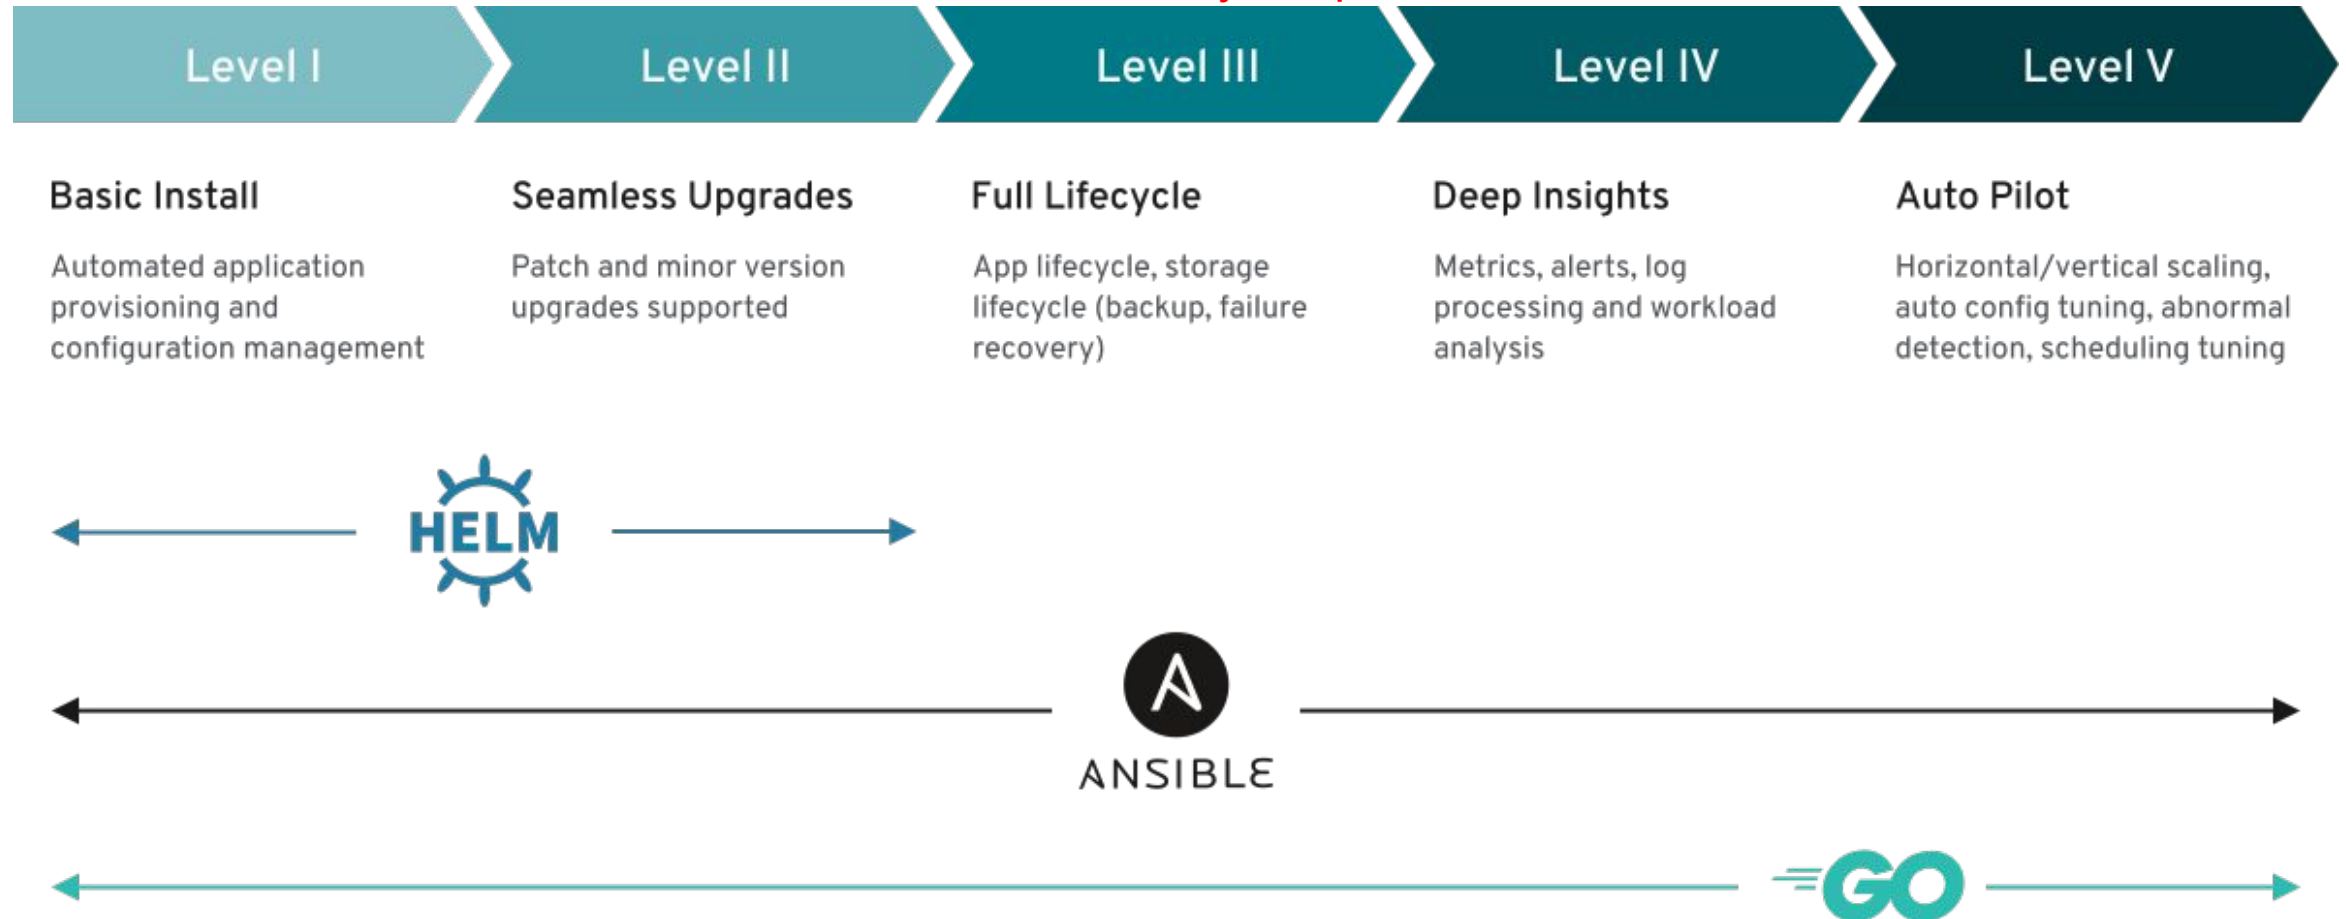 Level I
Level II
Level III
Level IV
Level V
Basic Install
Automated application
provisioning and
configuration management
Seamless Upgrades
Patch and minor version
upgrades supported
Full Lifecycle
App lifecycle, storage
lifecycle (backup, failure
recovery)
Deep Insights
Metrics, alerts, log
processing and workload
analysis
Auto Pilot
Horizontal/vertical scaling,
auto config tuning, abnormal
detection, scheduling tuning
HELM
A
ANSIBLE
GO